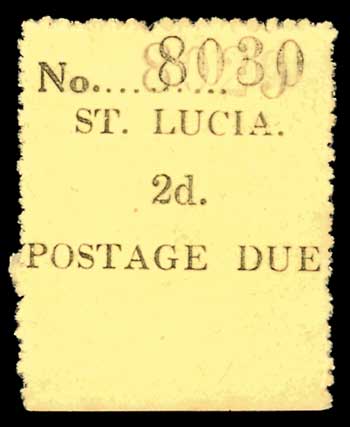 No.......... 8030
ST. LUCIA.
2d.
POSTAGE DUE